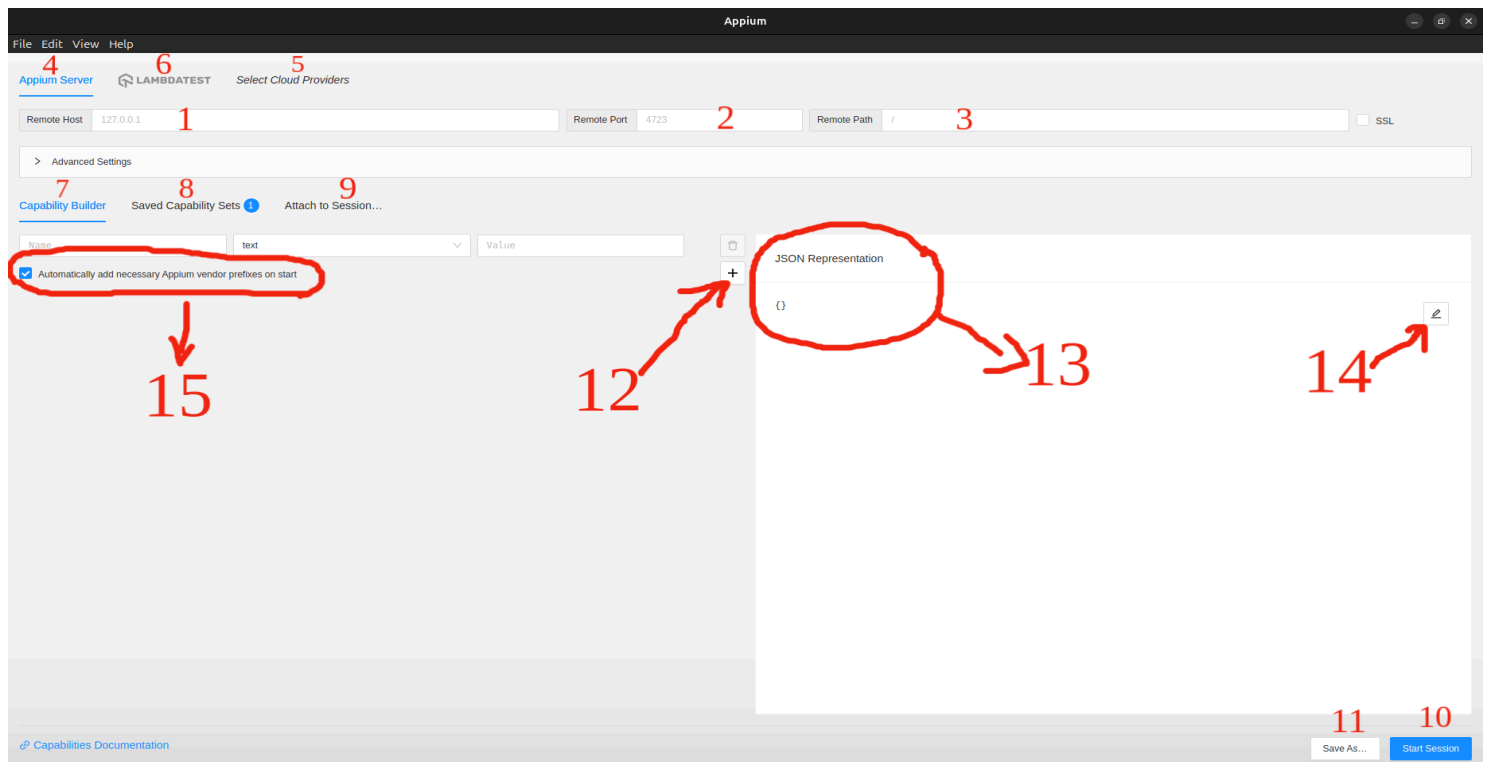 Appium
File Edit View Help
4 6 5
Appium Server LAMBDATEST Select Cloud Providers
Remote Host 127.0.0.1 1 Remote Port 4723 2 Remote Path / 3 SSL
Advanced Settings
7 8 9
Capability Builder Saved Capability Sets 1 Attach to Session...
Name text Value
JSON Representation
Automatically add necessary Appium vendor prefixes on start
{}
13
14
12
15
11 10
Capabilities Documentation Save As... Start Session